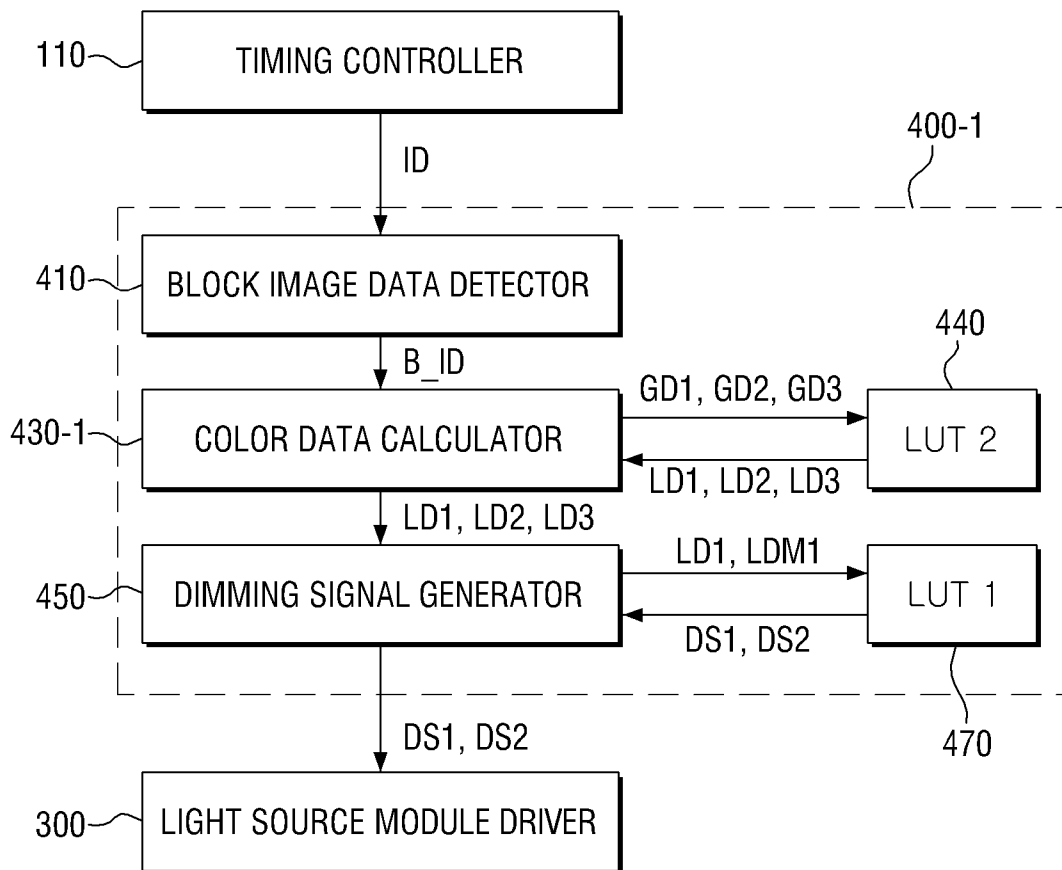 110
TIMING CONTROLLER
400-1
ID
410
BLOCK IMAGE DATA DETECTOR
440
B_ID
GD1, GD2, GD3
430-1
COLOR DATA CALCULATOR
LUT 2
LD1, LD2, LD3
LD1, LD2, LD3
LD1, LDM1
450
DIMMING SIGNAL GENERATOR
LUT 1
DS1, DS2
DS1, DS2
470
300
LIGHT SOURCE MODULE DRIVER